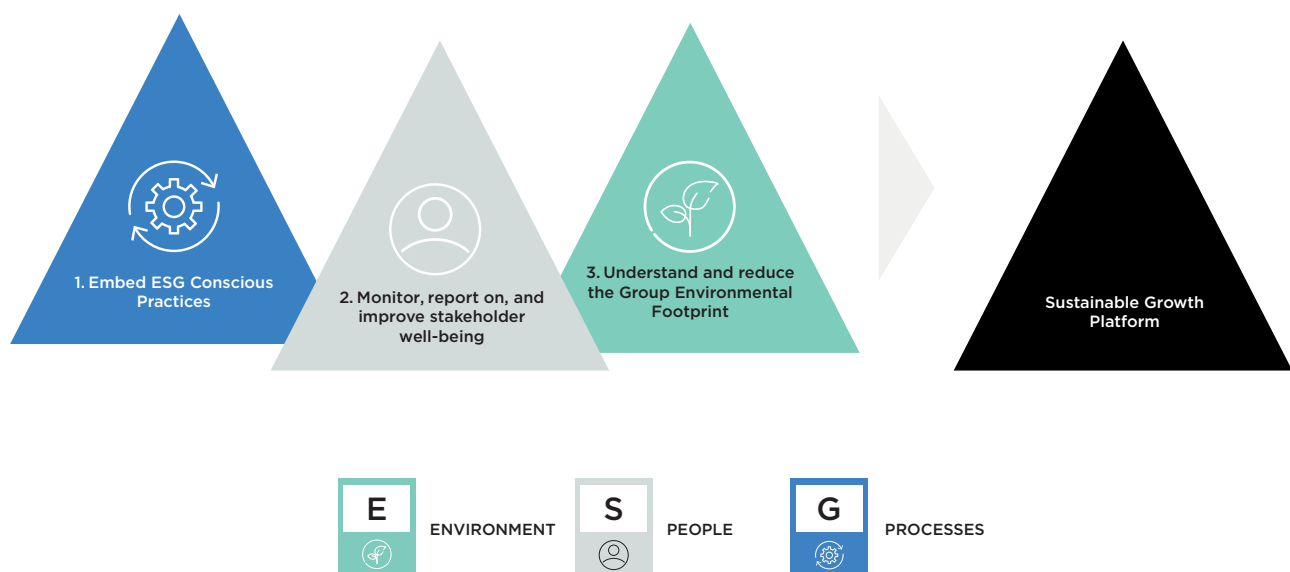 1. Embed ESG Conscious
Practices
2. Monitor, report on, and
improve stakeholder
well-being
3. Understand and reduce
the Group Environmental
Footprint
Sustainable Growth
Platform
E
ENVIRONMENT
S
PEOPLE
G
PROCESSES